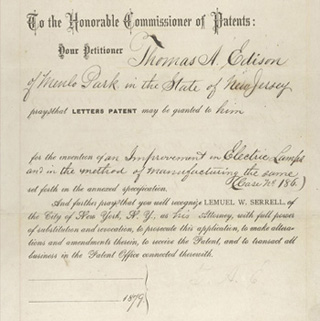 To the Honorable Commissioner of Patents:
Your Petitioner Thomas A. Edison
of Menlo Park in the State of New Jersey
prays that LETTERS PATENT may be granted to him
for the invention of an Improvement in Electric Lamps
and in the method of manufacturing the same
(Case No 186.)
set forth in the annexed specification.
And further prays that you will recognize LEMUEL W. SERRELL, of
the City of New York, N. Y., as his Attorney, with full power
of substitution and revocation, to prosecute this application, to make altera-
tions and amendments therein, to receive the Patent, and to transact all
business in the Patent Office connected therewith.
1879